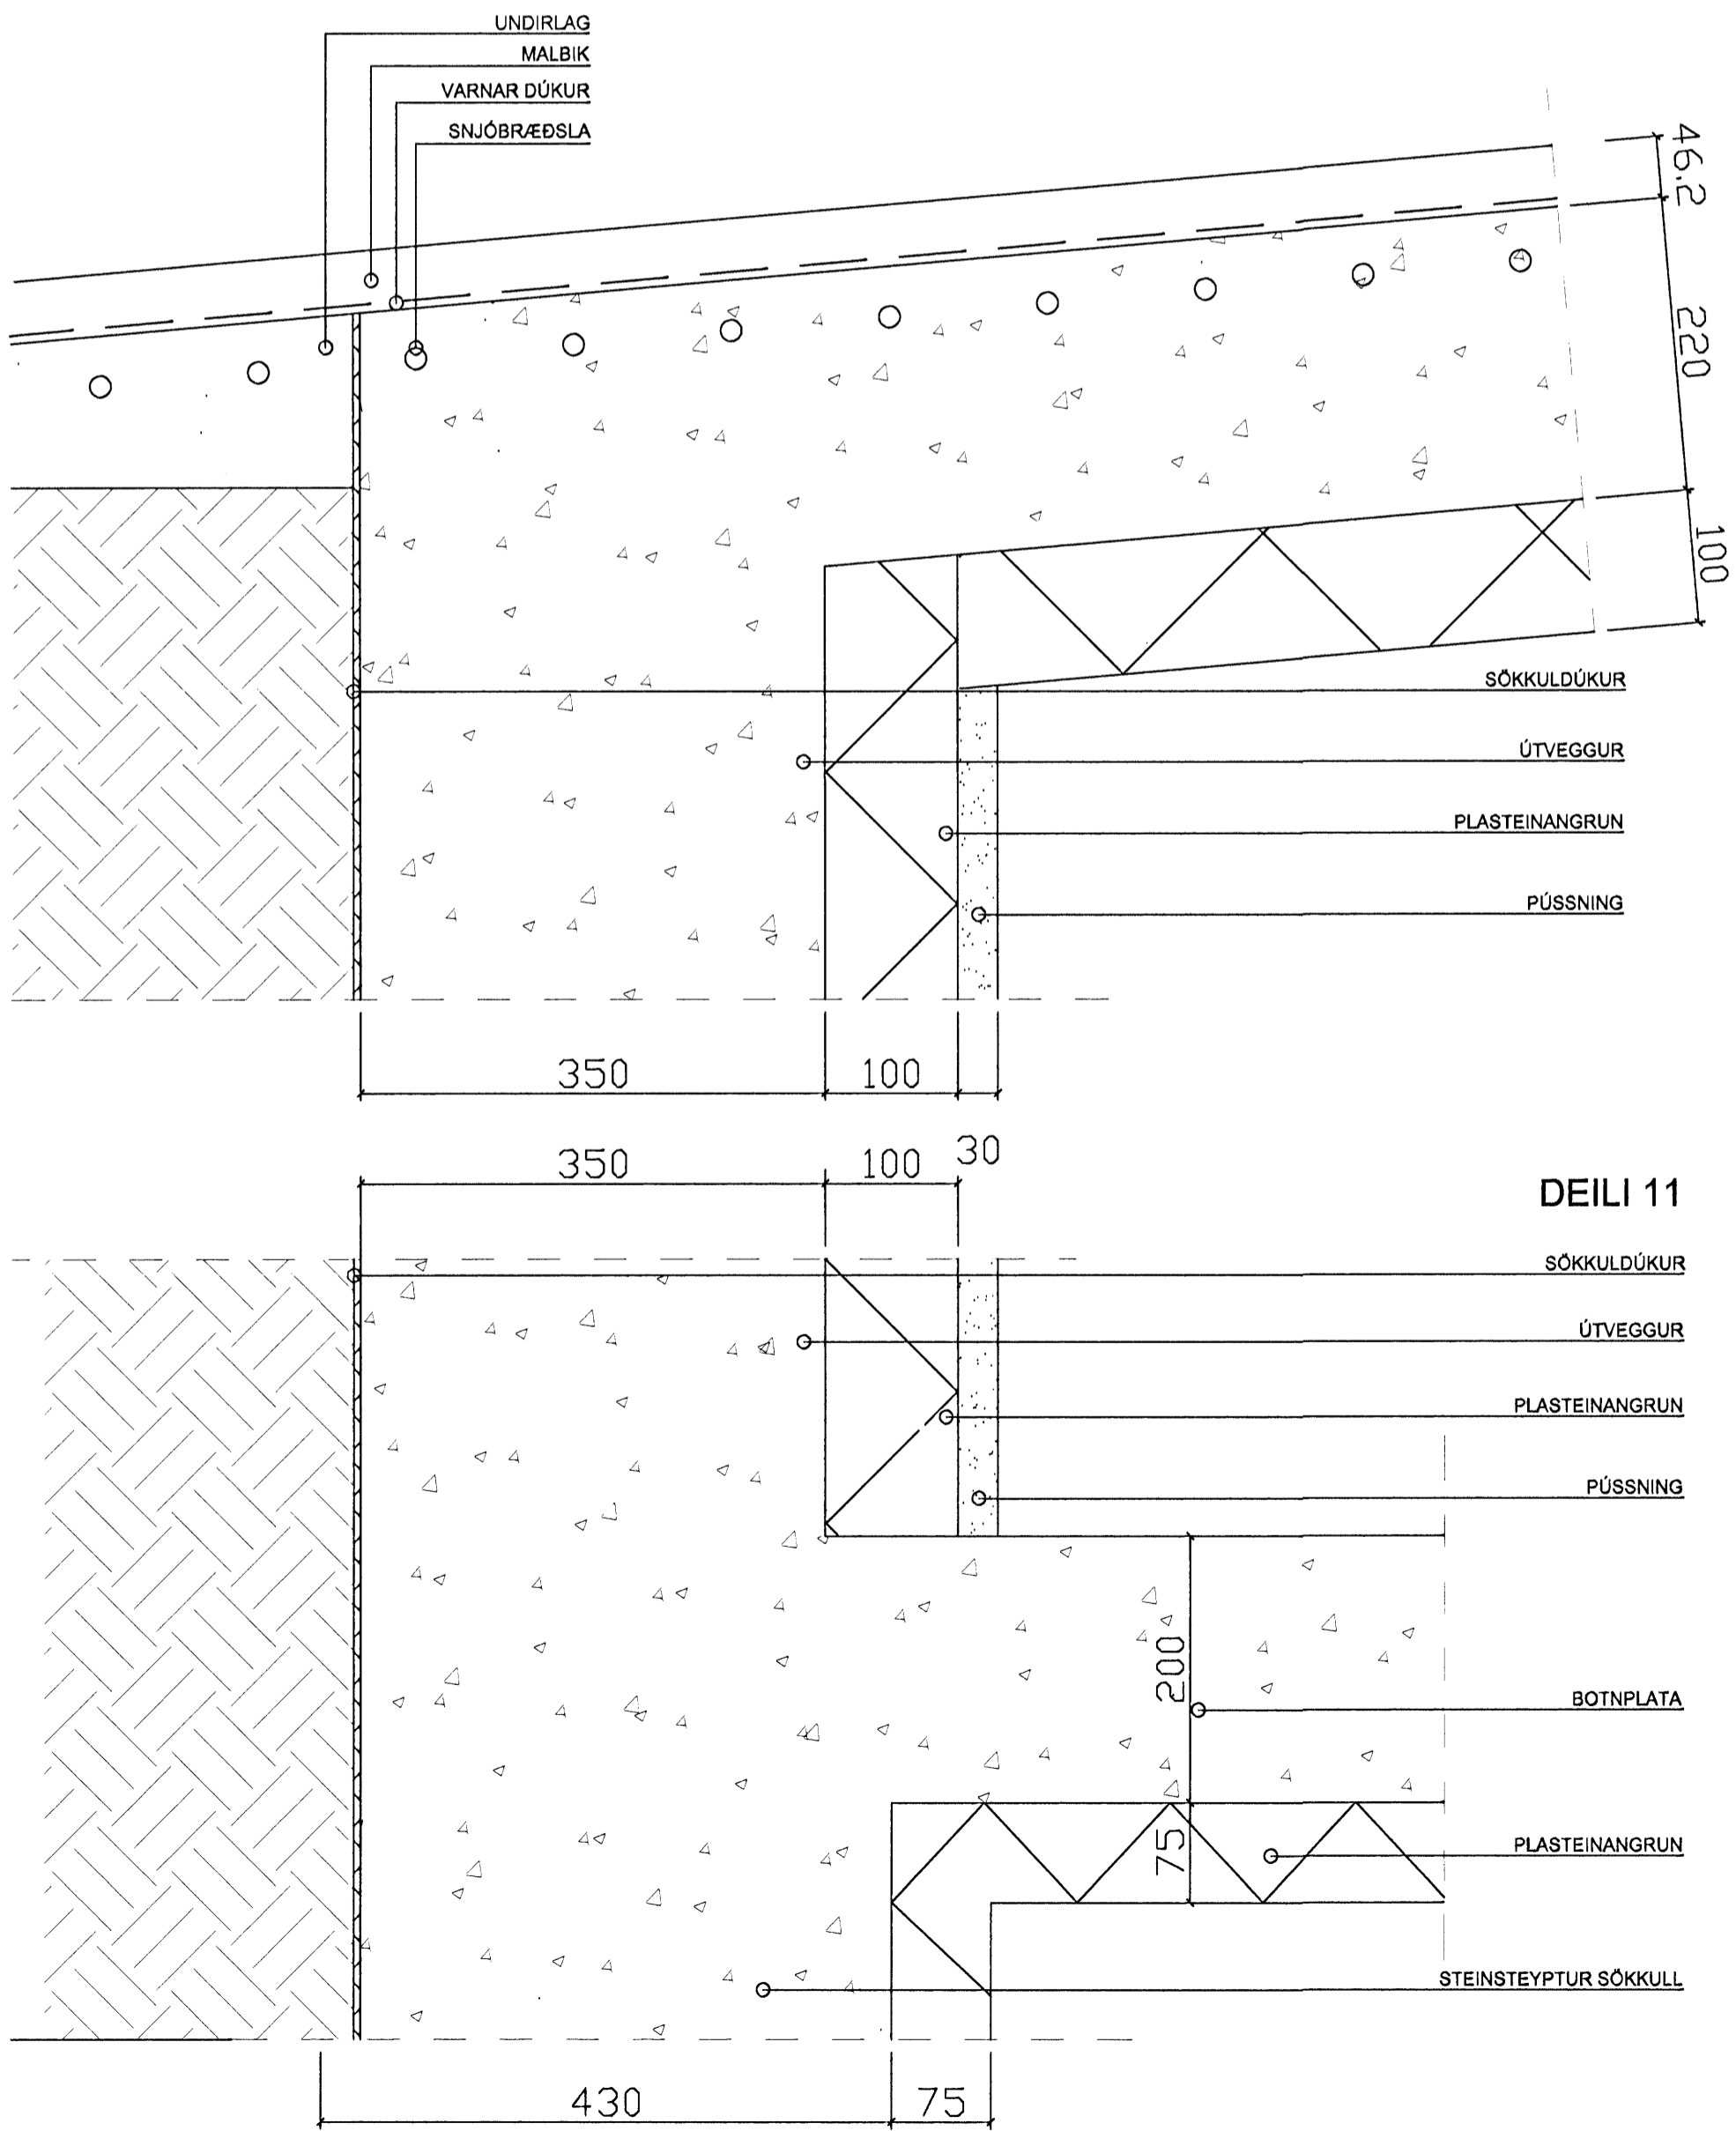 UNDIRLAG
MALBIK
VARNAR DÚKUR
SNJÓBRÆÐSLA
46.2
220
100
SÖKKULDÚKUR
ÚTVEGGUR
PLASTEINANGRUN
PÚSSNING
350
100
30
350
100
DEILI 11
SÖKKULDÚKUR
ÚTVEGGUR
PLASTEINANGRUN
PÚSSNING
200
BOTNPLATA
75
PLASTEINANGRUN
STEINSTEYPTUR SÖKKULL
430
75